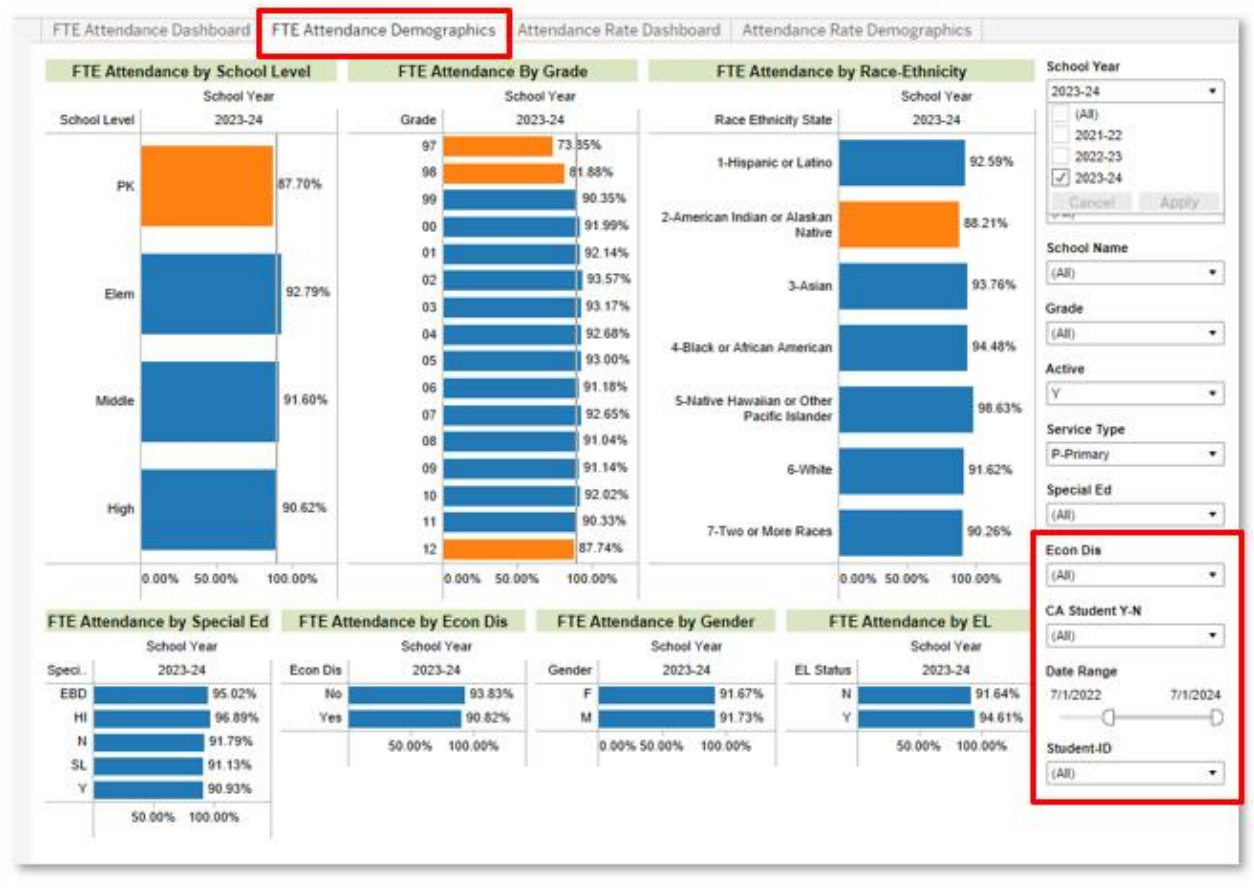 FTE Attendance Dashboard FTE Attendance Demographics Attendance Rate Dashboard Attendance Rate Demographics
FTE Attendance by School Level
School Year
School Level 2023-24
PK 87.70%
Elem 92.79%
Middle 91.60%
High 90.62%
0.00% 50.00% 100.00%
FTE Attendance By Grade
School Year
Grade 2023-24
97 73.85%
98 81.88%
99 90.35%
00 91.99%
01 92.14%
02 93.57%
03 93.17%
04 92.68%
05 93.00%
06 91.18%
07 92.65%
08 91.04%
09 91.14%
10 92.02%
11 90.33%
12 87.74%
0.00% 50.00% 100.00%
FTE Attendance by Race-Ethnicity
School Year
Race Ethnicity State 2023-24
1-Hispanic or Latino 92.59%
2-American Indian or Alaskan
Native 88.21%
3-Asian 93.76%
4-Black or African American 94.48%
5-Native Hawaiian or Other
Pacific Islander 98.63%
6-White 91.62%
7-Two or More Races 90.26%
0.00% 50.00% 100.00%
School Year
2023-24
(All)
2021-22
2022-23
2023-24
Cancel Apply
School Name
(All)
Grade
(All)
Active
Y
Service Type
P-Primary
Special Ed
(All)
Econ Dis
(All)
CA Student Y-N
(All)
Date Range
7/1/2022 7/1/2024
Student-ID
(All)
FTE Attendance by Special Ed
School Year
Speci.. 2023-24
EBD 95.02%
HI 96.89%
N 91.79%
SL 91.13%
Y 90.93%
50.00% 100.00%
FTE Attendance by Econ Dis
School Year
Econ Dis 2023-24
No 93.83%
Yes 90.82%
50.00% 100.00%
FTE Attendance by Gender
School Year
Gender 2023-24
F 91.67%
M 91.73%
0.00% 50.00% 100.00%
FTE Attendance by EL
School Year
EL Status 2023-24
N 91.64%
Y 94.61%
50.00% 100.00%